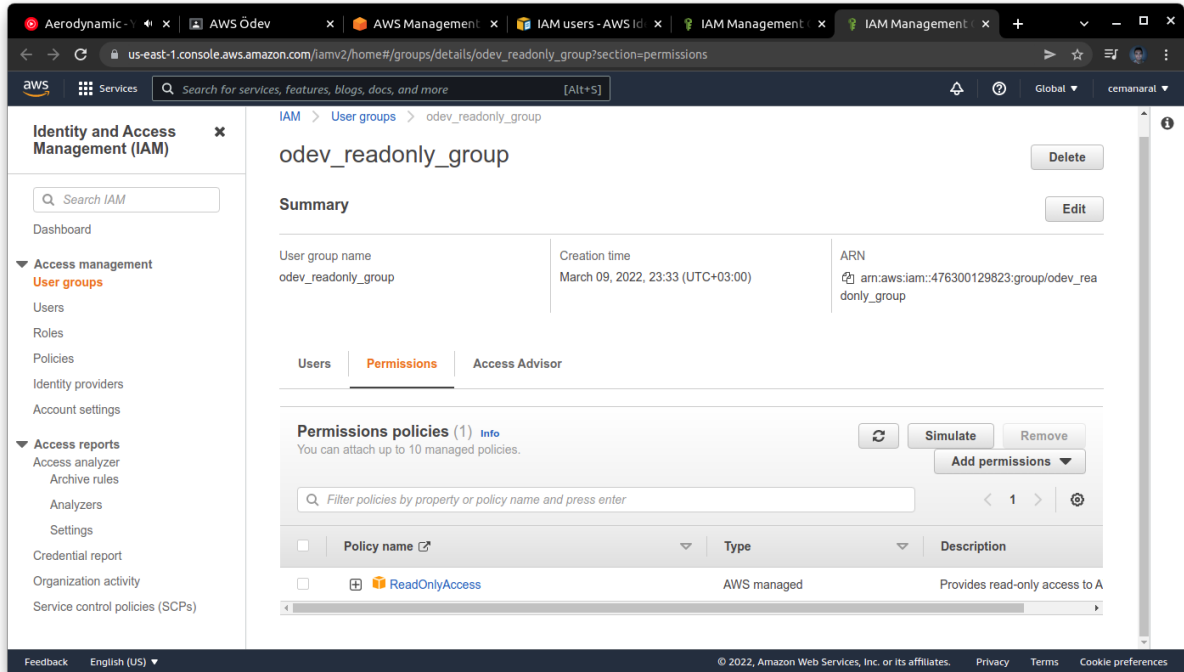 Aerodynamic - Y
AWS Ödev
AWS Management
IAM users - AWS Id
IAM Management
IAM Management
us-east-1.console.aws.amazon.com/iamv2/home#/groups/details/odev_readonly_group?section=permissions
aws
Services
Search for services, features, blogs, docs, and more
[Alt+S]
Global
cemanaral
Identity and Access
Management (IAM)
Search IAM
Dashboard
Access management
User groups
Users
Roles
Policies
Identity providers
Account settings
Access reports
Access analyzer
Archive rules
Analyzers
Settings
Credential report
Organization activity
Service control policies (SCPs)
IAM > User groups > odev_readonly_group
odev_readonly_group
Delete
Summary
Edit
User group name
odev_readonly_group
Creation time
March 09, 2022, 23:33 (UTC+03:00)
ARN
arn:aws:iam::476300129823:group/odev_rea
donly_group
Users
Permissions
Access Advisor
Permissions policies (1) Info
You can attach up to 10 managed policies.
Simulate
Remove
Add permissions
Filter policies by property or policy name and press enter
1
Policy name
Type
Description
ReadOnlyAccess
AWS managed
Provides read-only access to A
Feedback
English (US)
© 2022, Amazon Web Services, Inc. or its affiliates.
Privacy
Terms
Cookie preferences